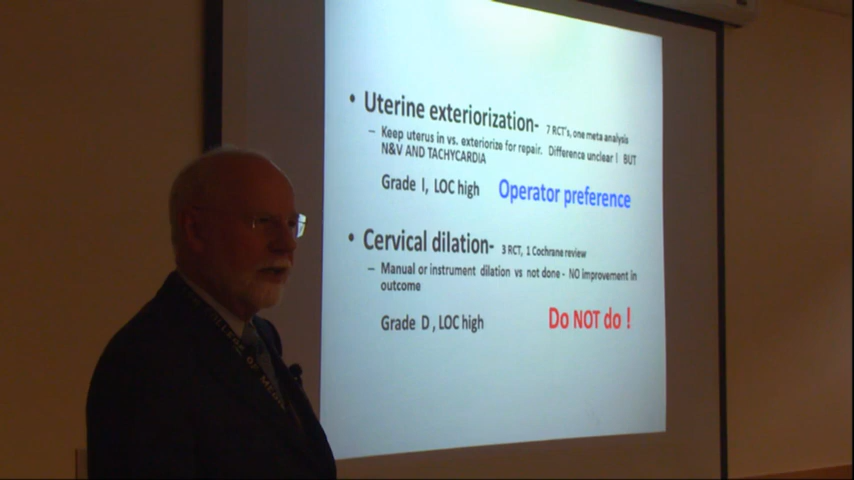 • Uterine exteriorization- 7 RCT's, one meta analysis
– Keep uterus in vs. exteriorize for repair. Difference unclear ! BUT
N&V AND TACHYCARDIA
Grade I, LOC high Operator preference
• Cervical dilation- 3 RCT, 1 Cochrane review
– Manual or instrument dilation vs not done - NO improvement in
outcome
Grade D , LOC high Do NOT do !
OF